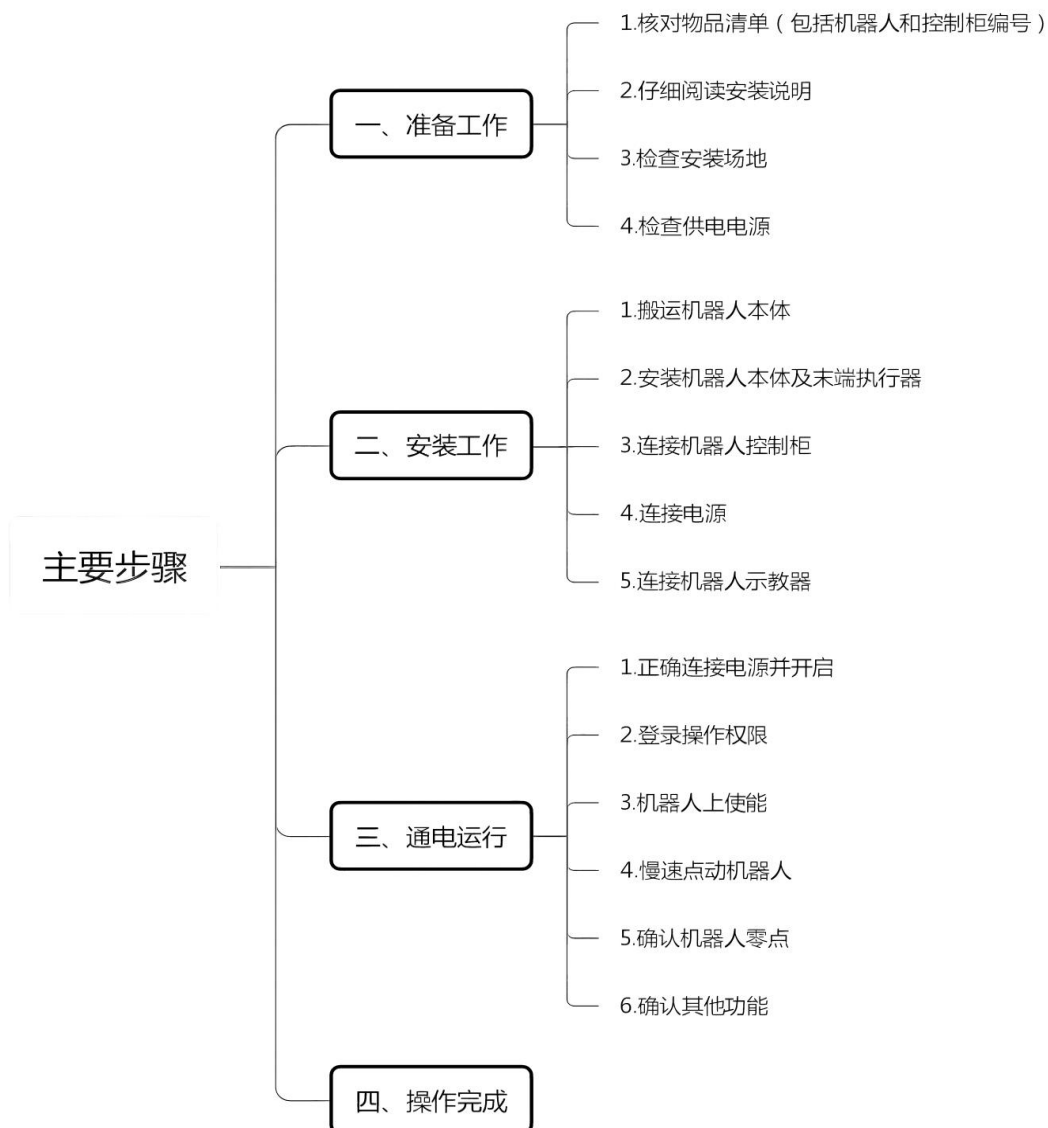 主要步骤
一、准备工作
1.核对物品清单（包括机器人和控制柜编号）
2.仔细阅读安装说明
3.检查安装场地
4.检查供电电源
二、安装工作
1.搬运机器人本体
2.安装机器人本体及末端执行器
3.连接机器人控制柜
4.连接电源
5.连接机器人示教器
三、通电运行
1.正确连接电源并开启
2.登录操作权限
3.机器人上使能
4.慢速点动机器人
5.确认机器人零点
6.确认其他功能
四、操作完成